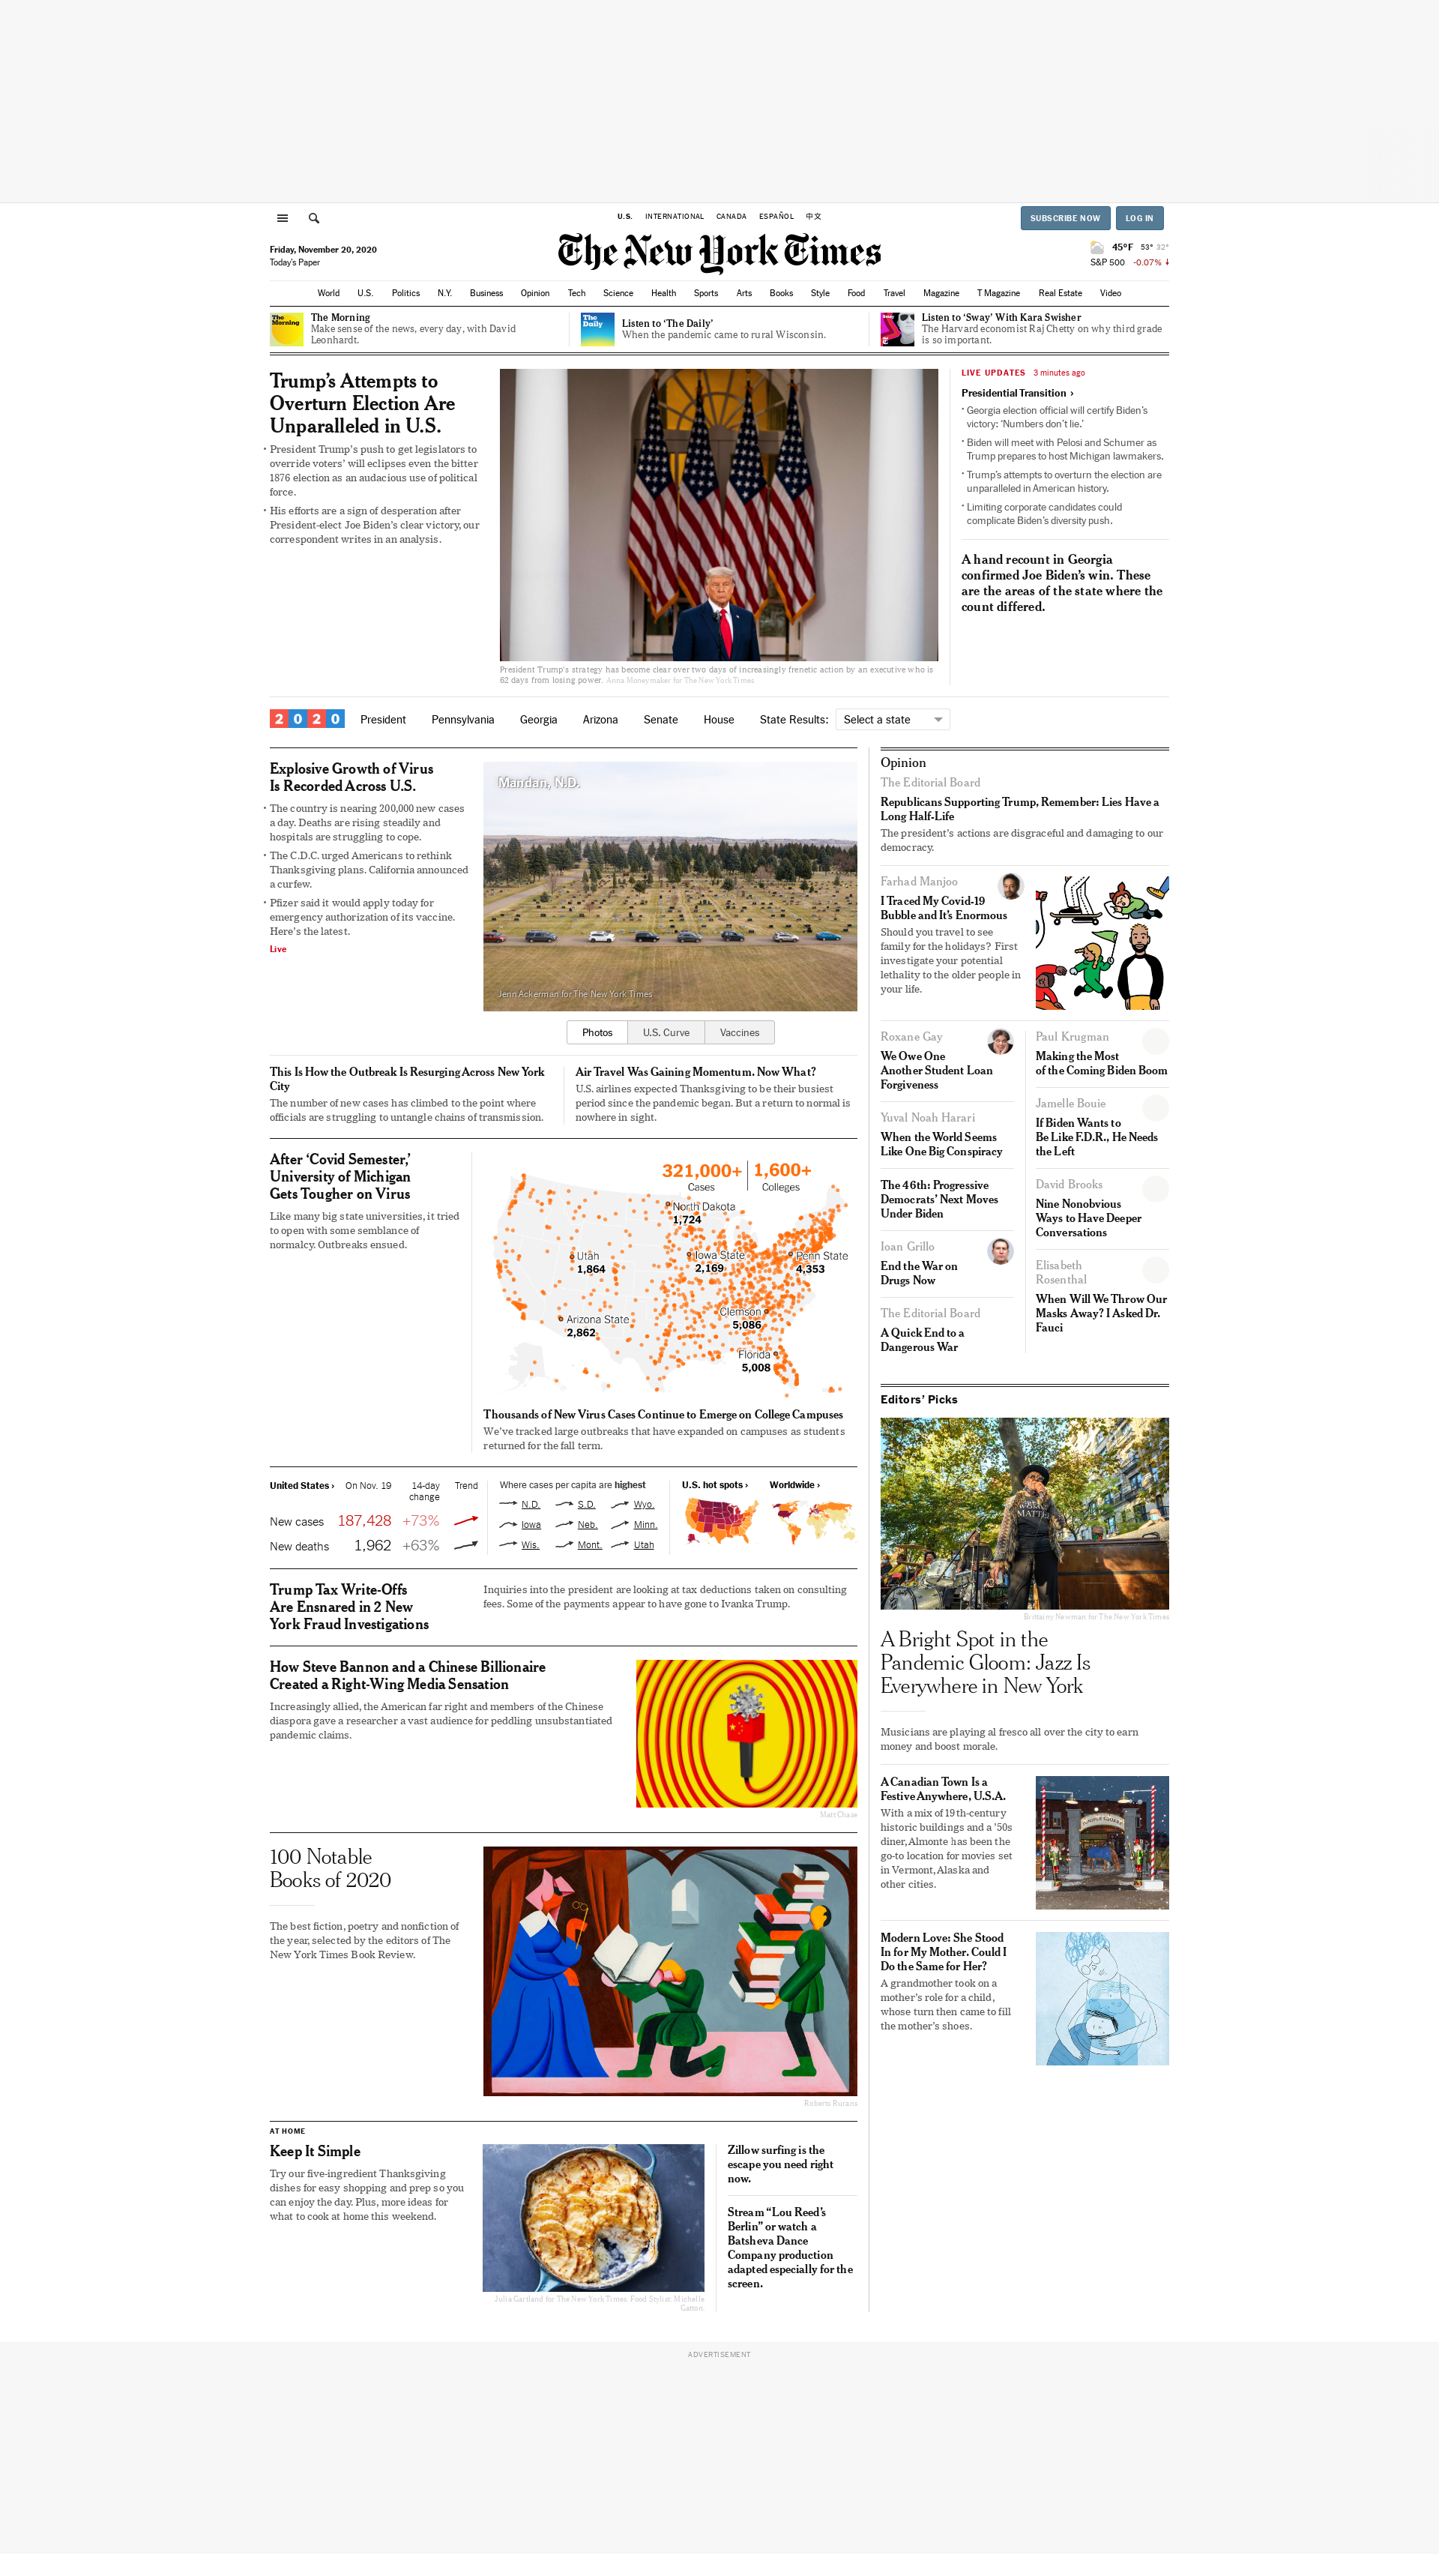 U.S. INTERNATIONAL CANADA ESPAÑOL 中文
SUBSCRIBE NOW LOG IN
Friday, November 20, 2020
Today's Paper
The New York Times
45°F 53° 32°
S&P 500 -0.07%
World U.S. Politics N.Y. Business Opinion Tech Science Health Sports Arts Books Style Food Travel Magazine T Magazine Real Estate Video
The Morning
The Morning
Make sense of the news, every day, with David
Leonhardt.
The Daily
Listen to ‘The Daily’
When the pandemic came to rural Wisconsin.
Listen to ‘Sway’ With Kara Swisher
The Harvard economist Raj Chetty on why third grade
is so important.
Trump’s Attempts to
Overturn Election Are
Unparalleled in U.S.
• President Trump’s push to get legislators to
override voters’ will eclipses even the bitter
1876 election as an audacious use of political
force.
• His efforts are a sign of desperation after
President-elect Joe Biden’s clear victory, our
correspondent writes in an analysis.
President Trump’s strategy has become clear over two days of increasingly frenetic action by an executive who is
62 days from losing power. Anna Moneymaker for The New York Times
LIVE UPDATES 3 minutes ago
Presidential Transition ›
• Georgia election official will certify Biden’s
victory: ‘Numbers don’t lie.’
• Biden will meet with Pelosi and Schumer as
Trump prepares to host Michigan lawmakers.
• Trump’s attempts to overturn the election are
unparalleled in American history.
• Limiting corporate candidates could
complicate Biden’s diversity push.
A hand recount in Georgia
confirmed Joe Biden’s win. These
are the areas of the state where the
count differed.
2020 President Pennsylvania Georgia Arizona Senate House State Results: Select a state
Explosive Growth of Virus
Is Recorded Across U.S.
• The country is nearing 200,000 new cases
a day. Deaths are rising steadily and
hospitals are struggling to cope.
• The C.D.C. urged Americans to rethink
Thanksgiving plans. California announced
a curfew.
• Pfizer said it would apply today for
emergency authorization of its vaccine.
Here’s the latest.
Live
Mandan, N.D.
Jenn Ackerman for The New York Times
Photos U.S. Curve Vaccines
This Is How the Outbreak Is Resurging Across New York
City
The number of new cases has climbed to the point where
officials are struggling to untangle chains of transmission.
Air Travel Was Gaining Momentum. Now What?
U.S. airlines expected Thanksgiving to be their busiest
period since the pandemic began. But a return to normal is
nowhere in sight.
After ‘Covid Semester,’
University of Michigan
Gets Tougher on Virus
Like many big state universities, it tried
to open with some semblance of
normalcy. Outbreaks ensued.
321,000+ 1,600+
Cases Colleges
North Dakota
1,724
Utah
1,864
Iowa State
2,169
Penn State
4,353
Clemson
5,086
Arizona State
2,862
Florida
5,008
Thousands of New Virus Cases Continue to Emerge on College Campuses
We’ve tracked large outbreaks that have expanded on campuses as students
returned for the fall term.
United States › On Nov. 19 14-day
change Trend
New cases 187,428 +73%
New deaths 1,962 +63%
Where cases per capita are highest
N.D. S.D. Wyo.
Iowa Neb. Minn.
Wis. Mont. Utah
U.S. hot spots › Worldwide ›
Trump Tax Write-Offs
Are Ensnared in 2 New
York Fraud Investigations
Inquiries into the president are looking at tax deductions taken on consulting
fees. Some of the payments appear to have gone to Ivanka Trump.
How Steve Bannon and a Chinese Billionaire
Created a Right-Wing Media Sensation
Increasingly allied, the American far right and members of the Chinese
diaspora gave a researcher a vast audience for peddling unsubstantiated
pandemic claims.
Matt Chase
100 Notable
Books of 2020
The best fiction, poetry and nonfiction of
the year, selected by the editors of The
New York Times Book Review.
Roberts Rurans
AT HOME
Keep It Simple
Try our five-ingredient Thanksgiving
dishes for easy shopping and prep so you
can enjoy the day. Plus, more ideas for
what to cook at home this weekend.
Julia Gartland for The New York Times. Food Stylist: Michelle
Gatton.
Zillow surfing is the
escape you need right
now.
Stream “Lou Reed’s
Berlin” or watch a
Batsheva Dance
Company production
adapted especially for the
screen.
Opinion
The Editorial Board
Republicans Supporting Trump, Remember: Lies Have a
Long Half-Life
The president’s actions are disgraceful and damaging to our
democracy.
Farhad Manjoo
I Traced My Covid-19
Bubble and It’s Enormous
Should you travel to see
family for the holidays? First
investigate your potential
lethality to the older people in
your life.
Roxane Gay
We Owe One
Another Student Loan
Forgiveness
Yuval Noah Harari
When the World Seems
Like One Big Conspiracy
The 46th: Progressive
Democrats’ Next Moves
Under Biden
Ioan Grillo
End the War on
Drugs Now
The Editorial Board
A Quick End to a
Dangerous War
Paul Krugman
Making the Most
of the Coming Biden Boom
Jamelle Bouie
If Biden Wants to
Be Like F.D.R., He Needs
the Left
David Brooks
Nine Nonobvious
Ways to Have Deeper
Conversations
Elisabeth
Rosenthal
When Will We Throw Our
Masks Away? I Asked Dr.
Fauci
Editors’ Picks
MATTER
Brittainy Newman for The New York Times
A Bright Spot in the
Pandemic Gloom: Jazz Is
Everywhere in New York
Musicians are playing al fresco all over the city to earn
money and boost morale.
A Canadian Town Is a
Festive Anywhere, U.S.A.
With a mix of 19th-century
historic buildings and a ’50s
diner, Almonte has been the
go-to location for movies set
in Vermont, Alaska and
other cities.
Modern Love: She Stood
In for My Mother. Could I
Do the Same for Her?
A grandmother took on a
mother’s role for a child,
whose turn then came to fill
the mother’s shoes.
ADVERTISEMENT